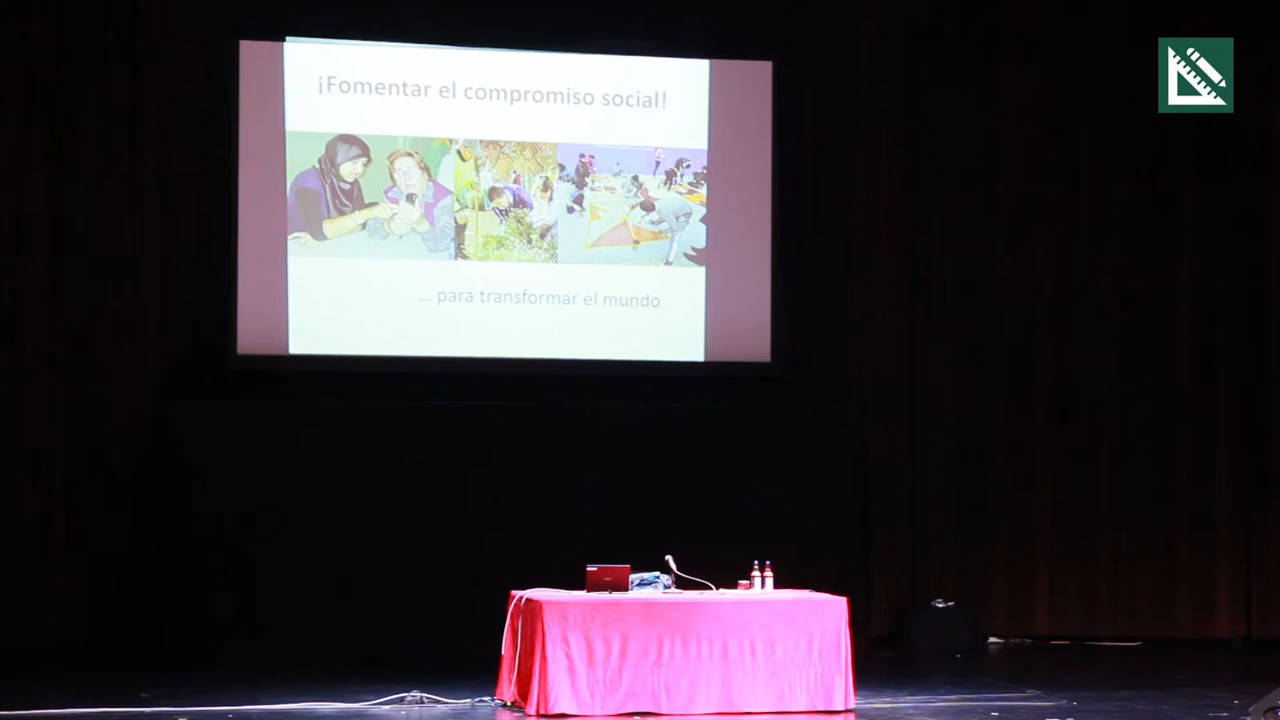 ¡Fomentar el compromiso social!
... para transformar el mundo